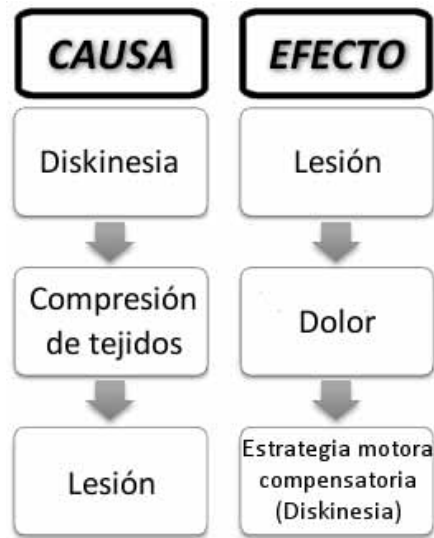 CAUSA
Diskinesia
Compresión
de tejidos
Lesión
EFECTO
Lesión
Dolor
Estrategia motora
compensatoria
(Diskinesia)